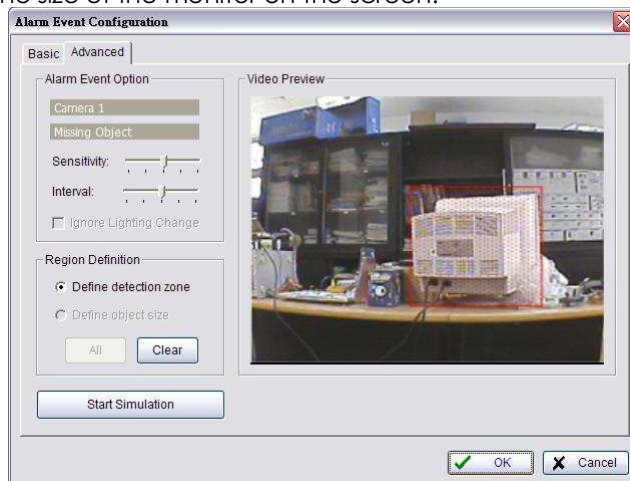 he size of the monitor on the screen.
Alarm Event Configuration
Basic Advanced
Alarm Event Option
Camera 1
Missing Object
Sensitivity:
Interval:
Ignore Lighting Change
Region Definition
Define detection zone
Define object size
All Clear
Start Simulation
Video Preview
OK Cancel